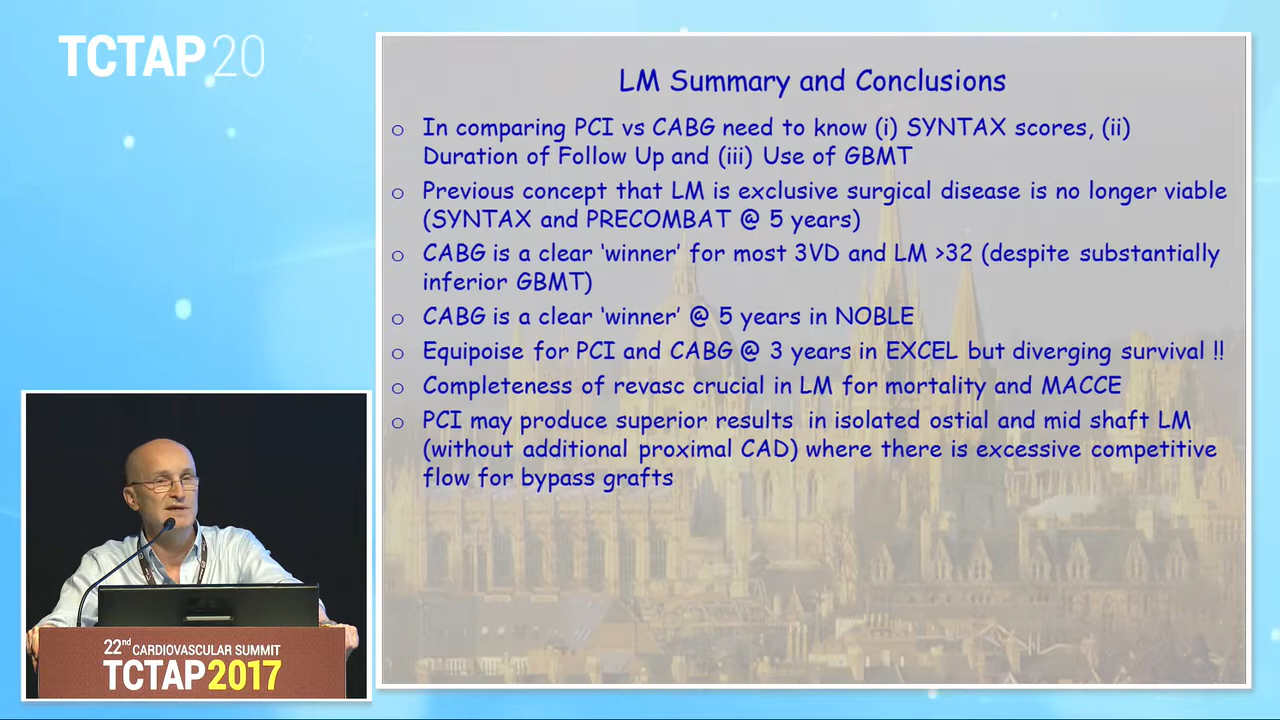 TCTAP 20
LM Summary and Conclusions
o In comparing PCI vs CABG need to know (i) SYNTAX scores, (ii)
Duration of Follow Up and (iii) Use of GBMT
o Previous concept that LM is exclusive surgical disease is no longer viable
(SYNTAX and PRECOMBAT @ 5 years)
o CABG is a clear ‘winner’ for most 3VD and LM >32 (despite substantially
inferior GBMT)
o CABG is a clear ‘winner’ @ 5 years in NOBLE
o Equipoise for PCI and CABG @ 3 years in EXCEL but diverging survival !!
o Completeness of revasc crucial in LM for mortality and MACCE
o PCI may produce superior results in isolated ostial and mid shaft LM
(without additional proximal CAD) where there is excessive competitive
flow for bypass grafts
22nd CARDIOVASCULAR SUMMIT
TCTAP2017